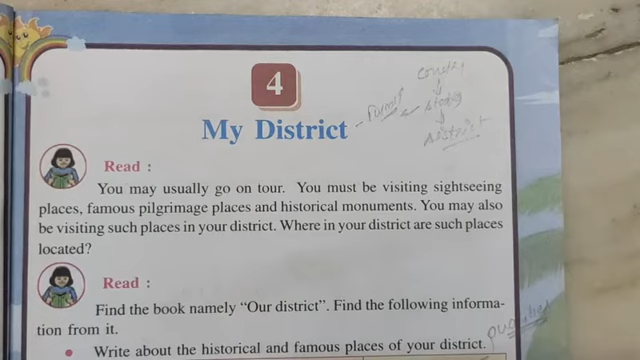 4
My District
Read :
You may usually go on tour. You must be visiting sightseeing
places, famous pilgrimage places and historical monuments. You may also
be visiting such places in your district. Where in your district are such places
located?
Read :
Find the book namely “Our district”. Find the following informa-
tion from it.
• Write about the historical and famous places of your district.